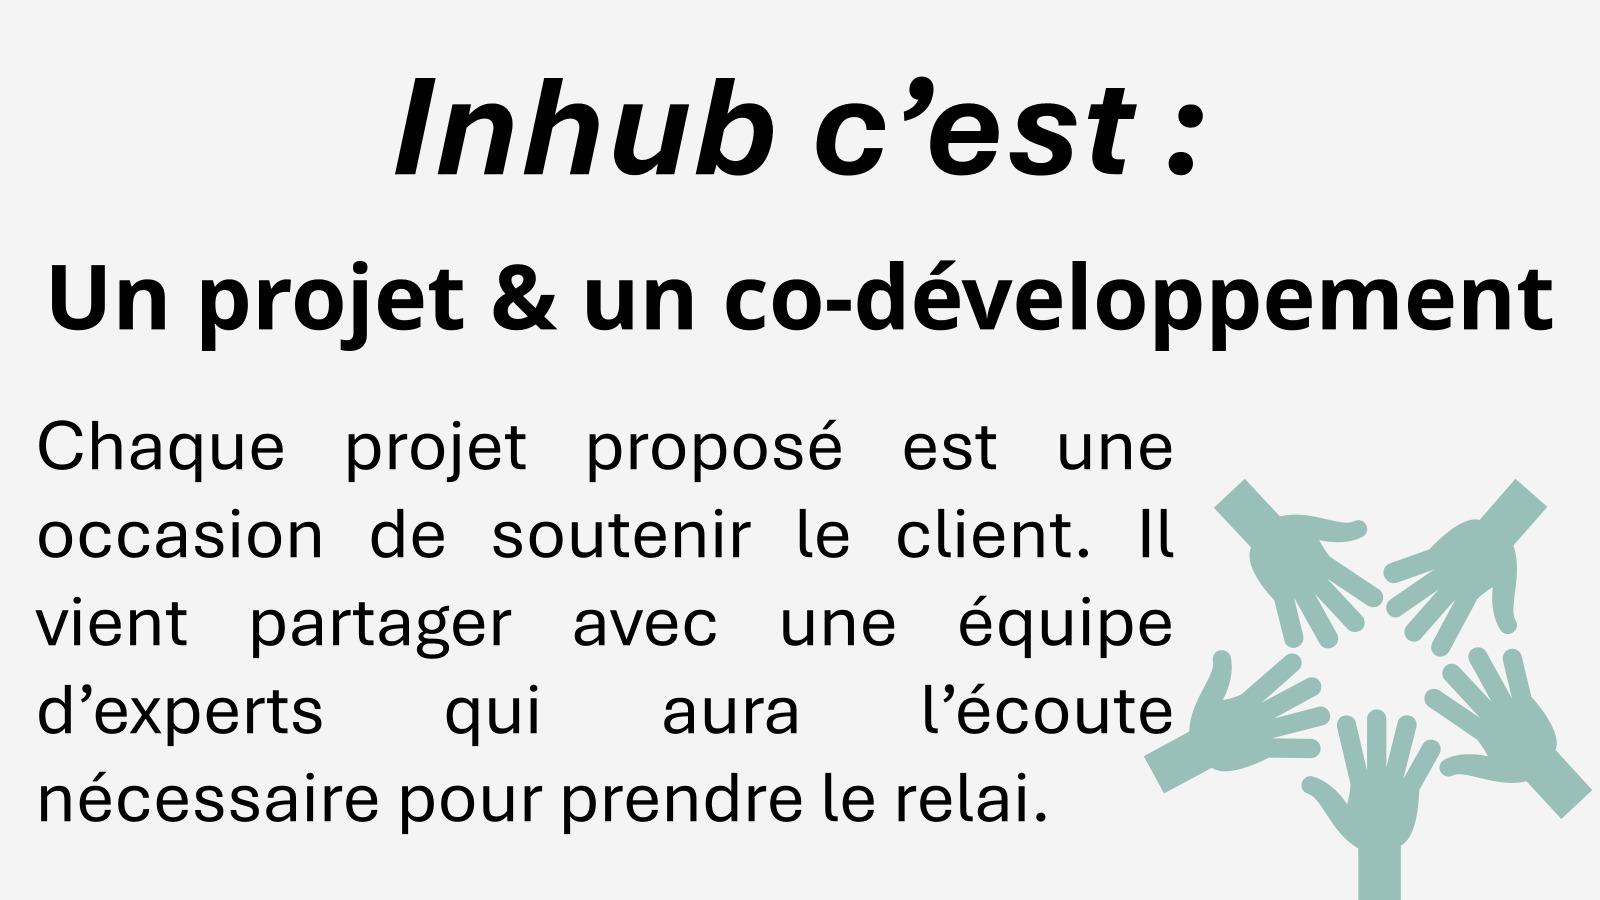 Inhub c’est :
Un projet & un co-développement
Chaque projet proposé est une
occasion de soutenir le client. Il
vient partager avec une équipe
d’experts qui aura l’écoute
nécessaire pour prendre le relai.